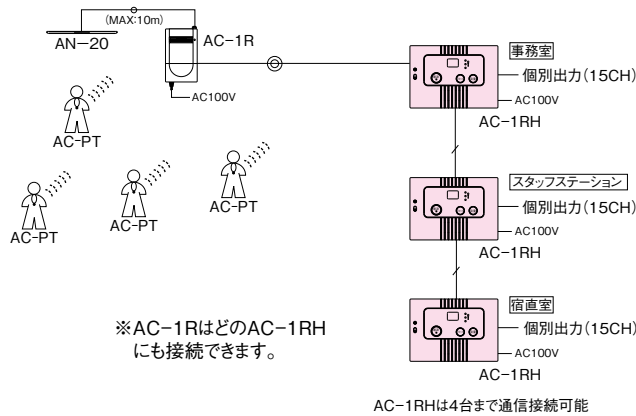 (MAX:10m)
AN-20
AC-1R
AC100V
AC-PT
AC-PT
AC-PT
AC-PT
事務室
個別出力(15CH)
AC100V
AC-1RH
スタッフステーション
個別出力(15CH)
AC100V
AC-1RH
宿直室
個別出力(15CH)
AC100V
AC-1RH
※AC-1RはどのAC-1RH
にも接続できます。
AC-1RHは4台まで通信接続可能